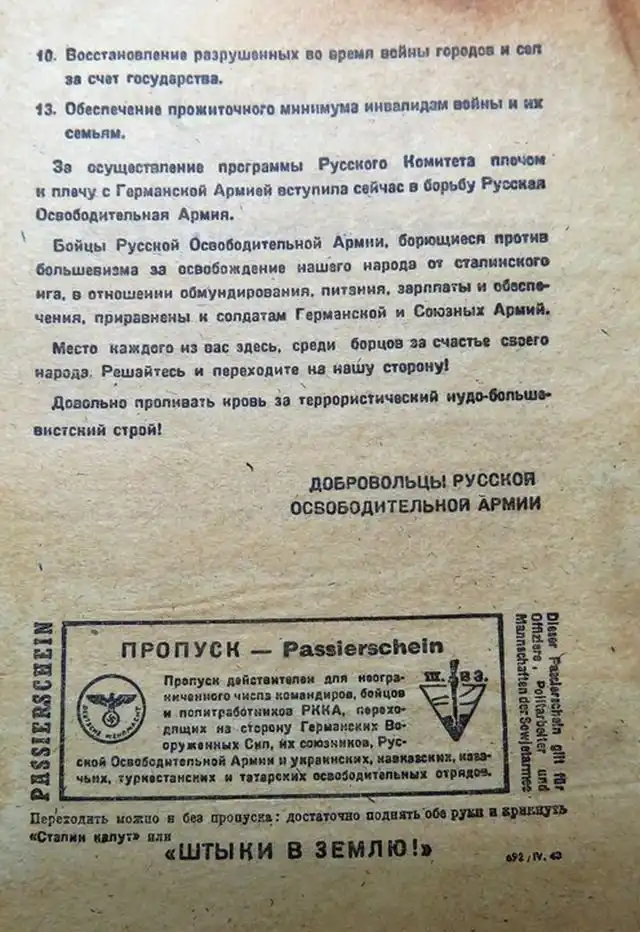 10. Восстановление разрушенных во время войны городов и сел
за счет государства.
13. Обеспечение прожиточного минимума инвалидам войны и их
семьям.
За осуществление программы Русского Комитета плечом
к плечу с Германской Армией вступила сейчас в борьбу Русская
Освободительная Армия.
Бойцы Русской Освободительной Армии, борющиеся против
большевизма за освобождение нашего народа от сталинского
ига, в отношении обмундирования, питания, зарплаты и обеспе-
чения, приравнены к солдатам Германской и Союзных Армий.
Место каждого из вас здесь, среди борцов за счастье своего
народа. Решайтесь и переходите на нашу сторону!
Довольно проливать кровь за террористический иудо-больше-
вистский строй!
ДОБРОВОЛЬЦЫ РУССКОЙ
ОСВОБОДИТЕЛЬНОЙ АРМИИ
PASSIERSCHEIN
ПРОПУСК — Passierschein
Пропуск действителен для неогра-
ниченного числа командиров, бойцов
и политработников РККА, перехо-
дящих на сторону Германских Во-
оруженных Сил, их союзников, Рус-
ской Освободительной Армии и украинских, кавказских, каза-
чьих, туркестанских и татарских освободительных отрядов.
DEUTSCHE WEHRMACHT
Ш. В З.
Dieser Passierschein gilt für
Offiziere, Politarbeiter und
Mannschaften der Sowjetarmee.
Переходить можно и без пропуска: достаточно поднять обе руки и крикнуть
«Сталин капут» или
«ШТЫКИ В ЗЕМЛЮ!»
692/IV. 43